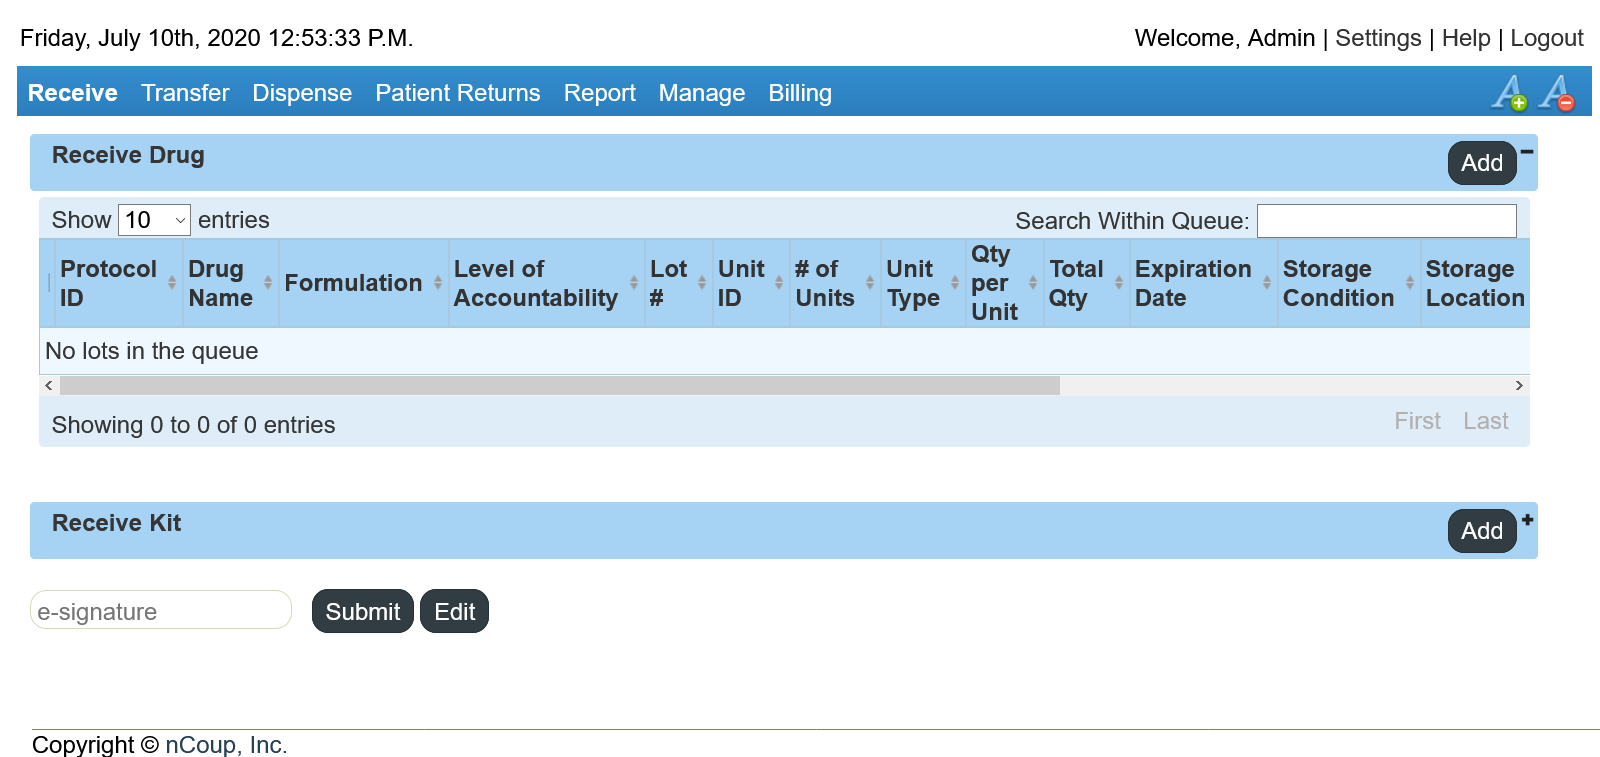 Friday, July 10th, 2020 12:53:33 P.M.
Welcome, Admin | Settings | Help | Logout
Receive Transfer Dispense Patient Returns Report Manage Billing
Receive Drug
Add
Show 10 entries
Search Within Queue:
Protocol ID
Drug Name
Formulation
Level of Accountability
Lot #
Unit ID
# of Units
Unit Type
Qty per Unit
Total Qty
Expiration Date
Storage Condition
Storage Location
No lots in the queue
Showing 0 to 0 of 0 entries
First Last
Receive Kit
Add
e-signature
Submit Edit
Copyright © nCoup, Inc.